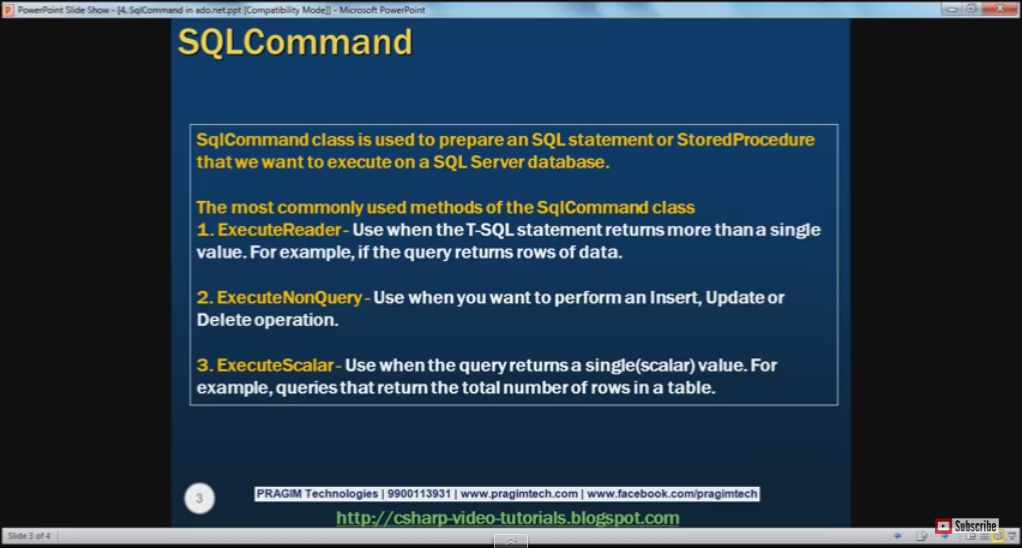 PowerPoint Slide Show - [4. SqlCommand in ado.net.ppt [Compatibility Mode]] - Microsoft PowerPoint
SQLCommand
SqlCommand class is used to prepare an SQL statement or StoredProcedure
that we want to execute on a SQL Server database.
The most commonly used methods of the SqlCommand class
1. ExecuteReader - Use when the T-SQL statement returns more than a single
value. For example, if the query returns rows of data.
2. ExecuteNonQuery - Use when you want to perform an Insert, Update or
Delete operation.
3. ExecuteScalar - Use when the query returns a single(scalar) value. For
example, queries that return the total number of rows in a table.
3
PRAGIM Technologies | 9900113931 | www.pragimtech.com | www.facebook.com/pragimtech
http://csharp-video-tutorials.blogspot.com
Subscribe
Slide 3 of 4